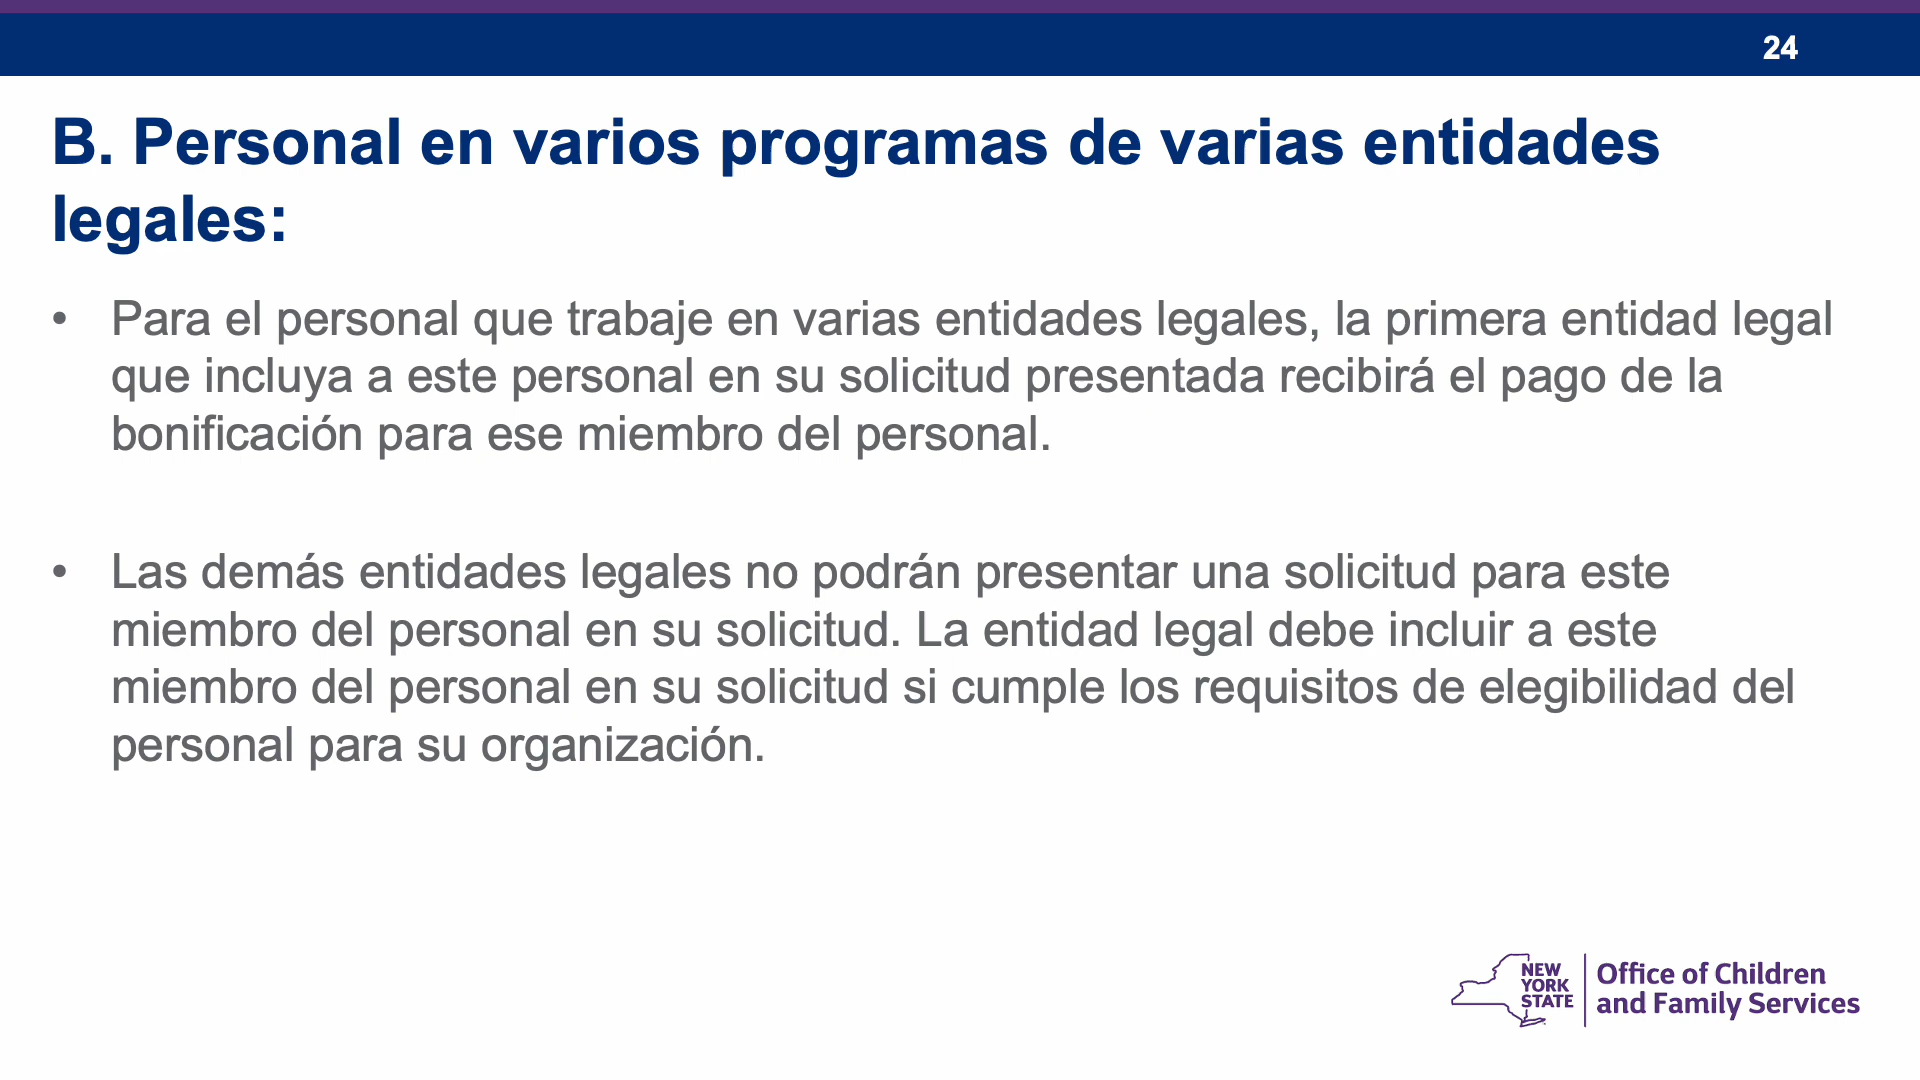 24
B. Personal en varios programas de varias entidades
legales:
• Para el personal que trabaje en varias entidades legales, la primera entidad legal
que incluya a este personal en su solicitud presentada recibirá el pago de la
bonificación para ese miembro del personal.
• Las demás entidades legales no podrán presentar una solicitud para este
miembro del personal en su solicitud. La entidad legal debe incluir a este
miembro del personal en su solicitud si cumple los requisitos de elegibilidad del
personal para su organización.
NEW
YORK
STATE
Office of Children
and Family Services